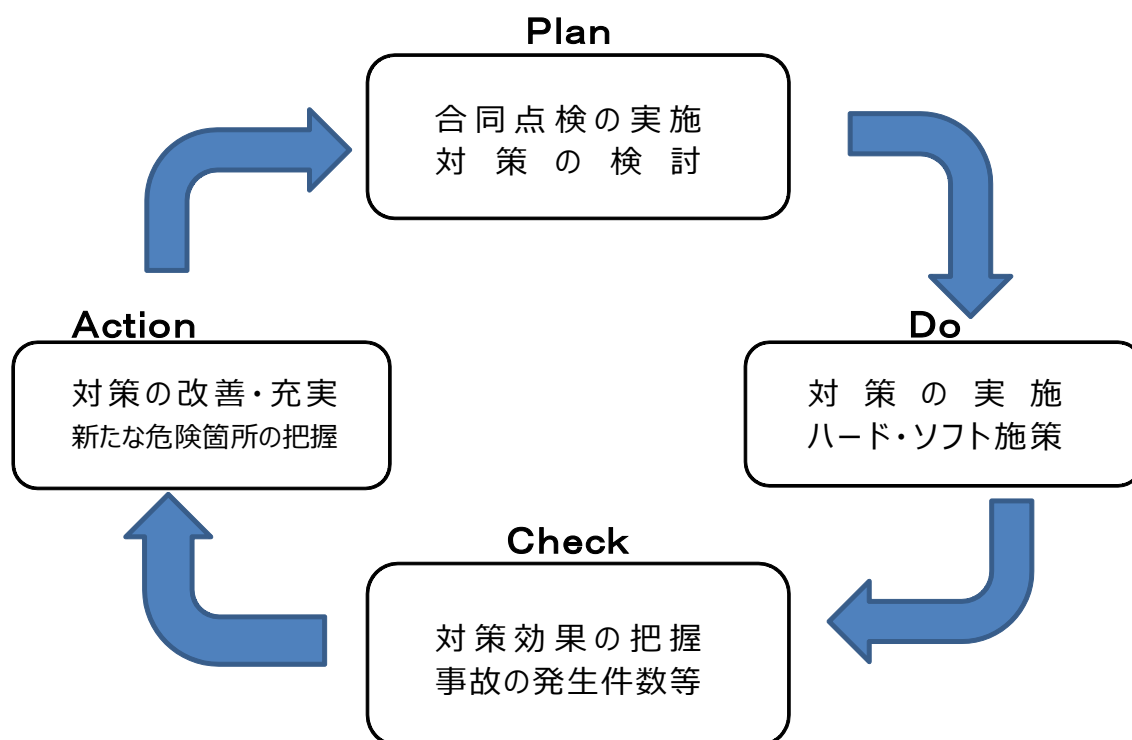 Plan
合同点検の実施
対策の検討
Action
対策の改善・充実
新たな危険箇所の把握
Do
対策の実施
ハード・ソフト施策
Check
対策効果の把握
事故の発生件数等